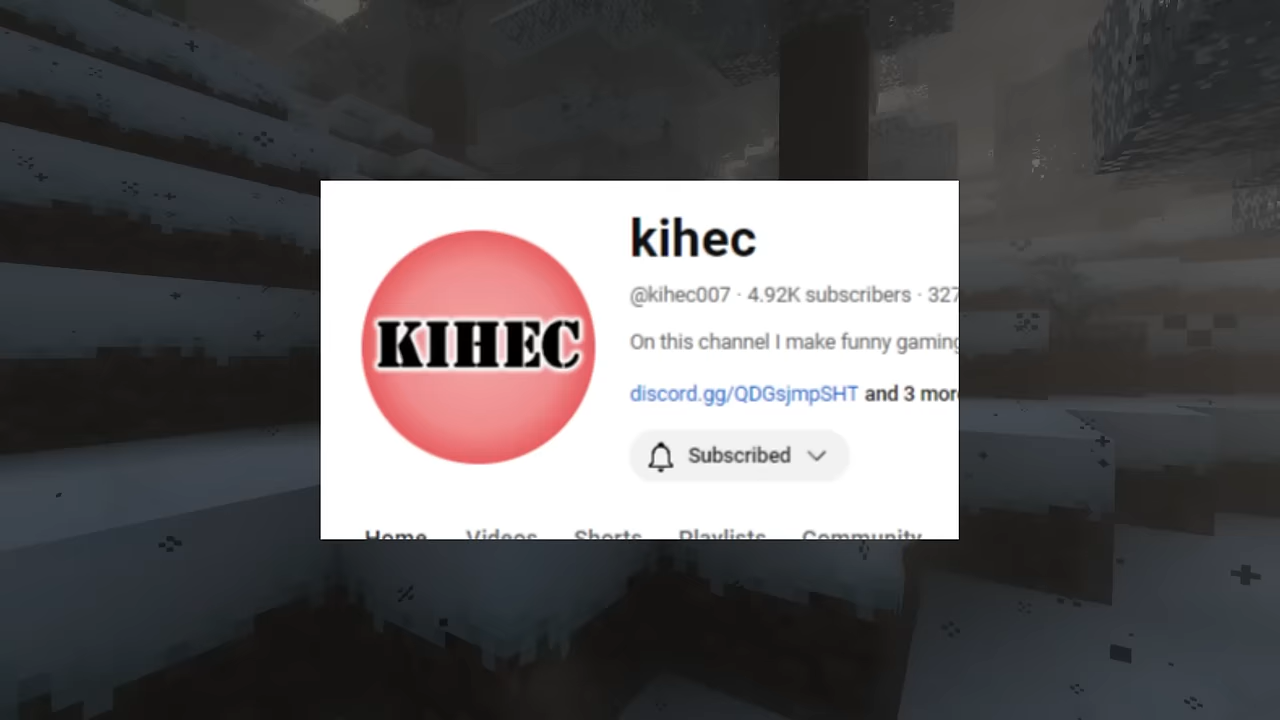 KIHEC
kihec
@kihec007 · 4.92K subscribers · 327
On this channel I make funny gaming
discord.gg/QDGsjmpSHT and 3 more
Subscribed
Home Videos Shorts Playlists Community